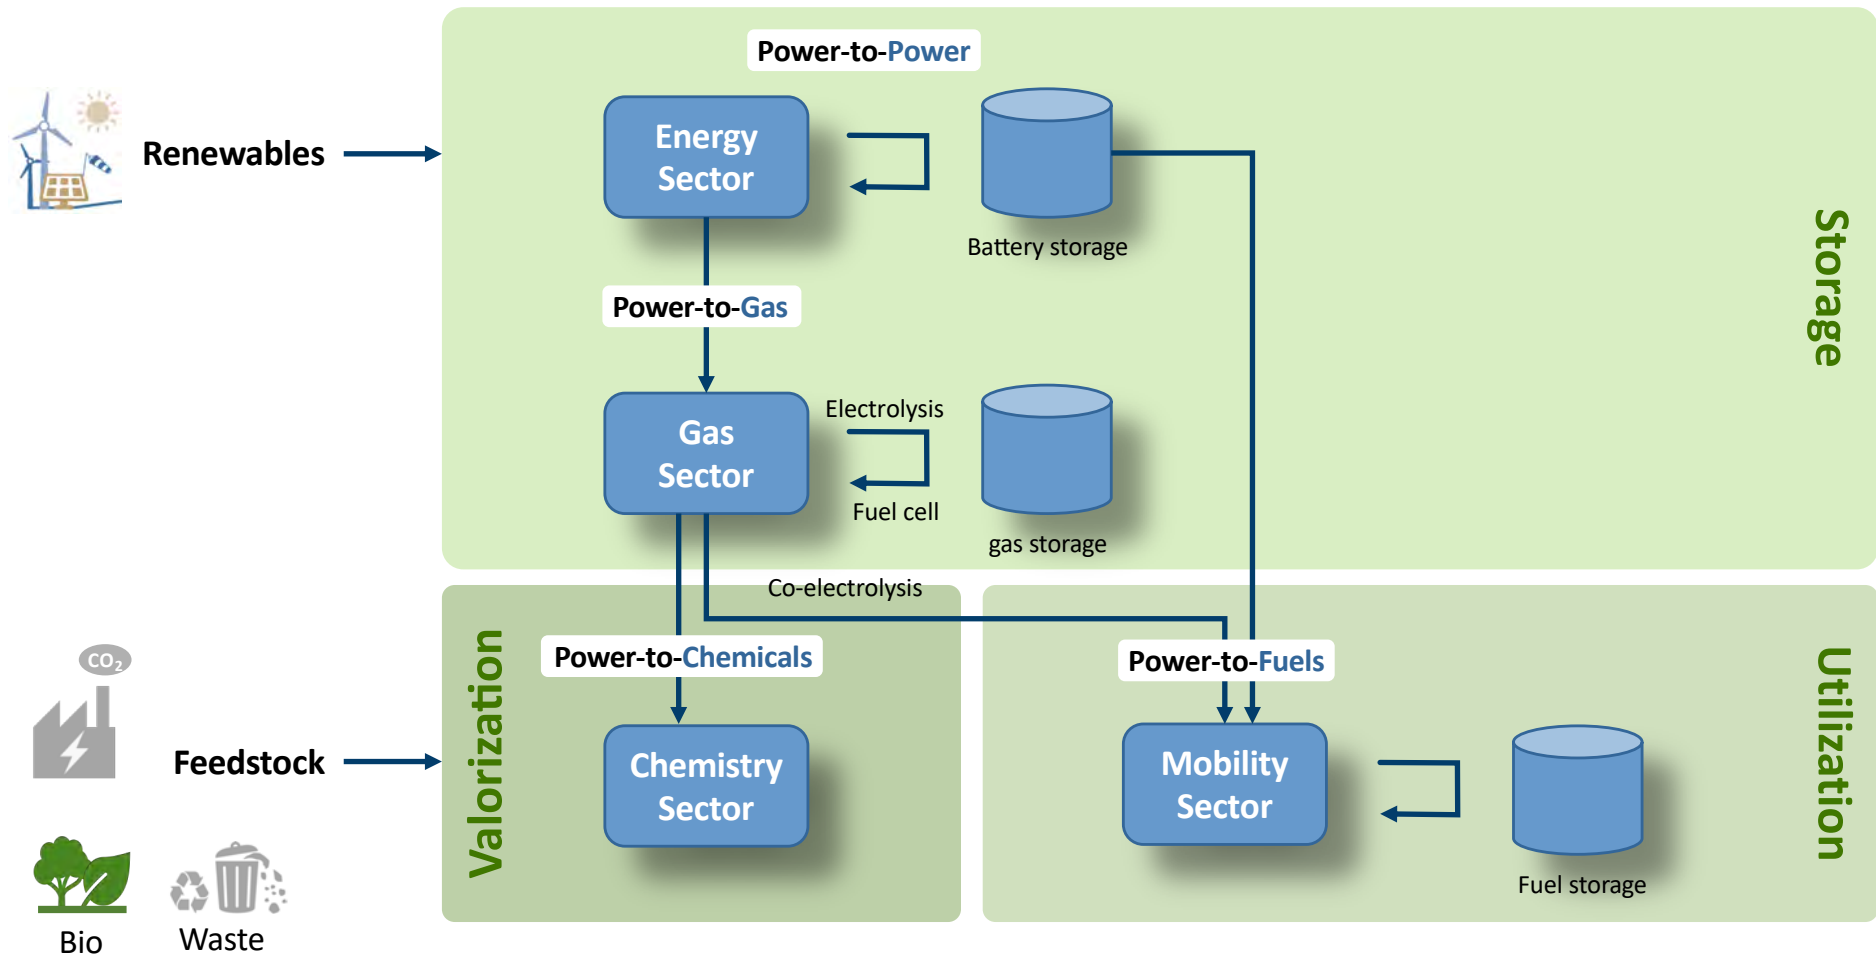 Power-to-Power
Energy
Sector
Renewables
Battery storage
Storage
Power-to-Gas
Gas
Sector
Electrolysis
Fuel cell
gas storage
Co-electrolysis
CO₂
Feedstock
Bio
Waste
Valorization
Power-to-Chemicals
Chemistry
Sector
Power-to-Fuels
Mobility
Sector
Fuel storage
Utilization